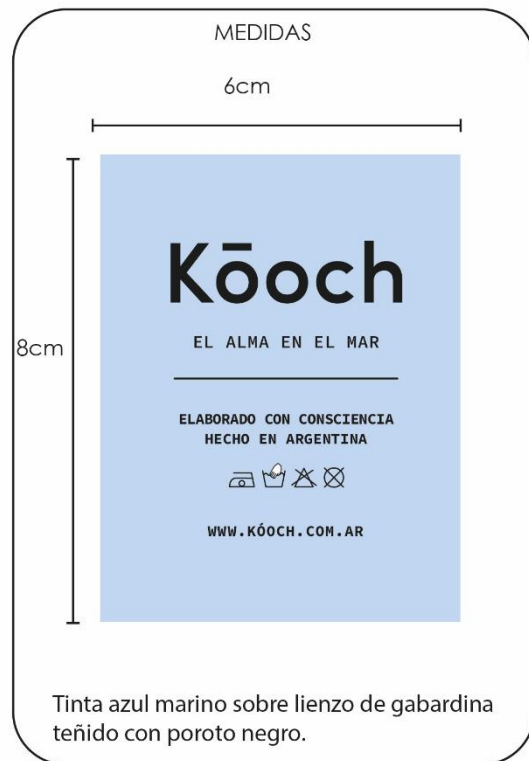 MEDIDAS
6cm
8cm
Kōoch
EL ALMA EN EL MAR
ELABORADO CON CONSCIENCIA
HECHO EN ARGENTINA
WWW.KÓOCH.COM.AR
Tinta azul marino sobre lienzo de gabardina
teñido con poroto negro.